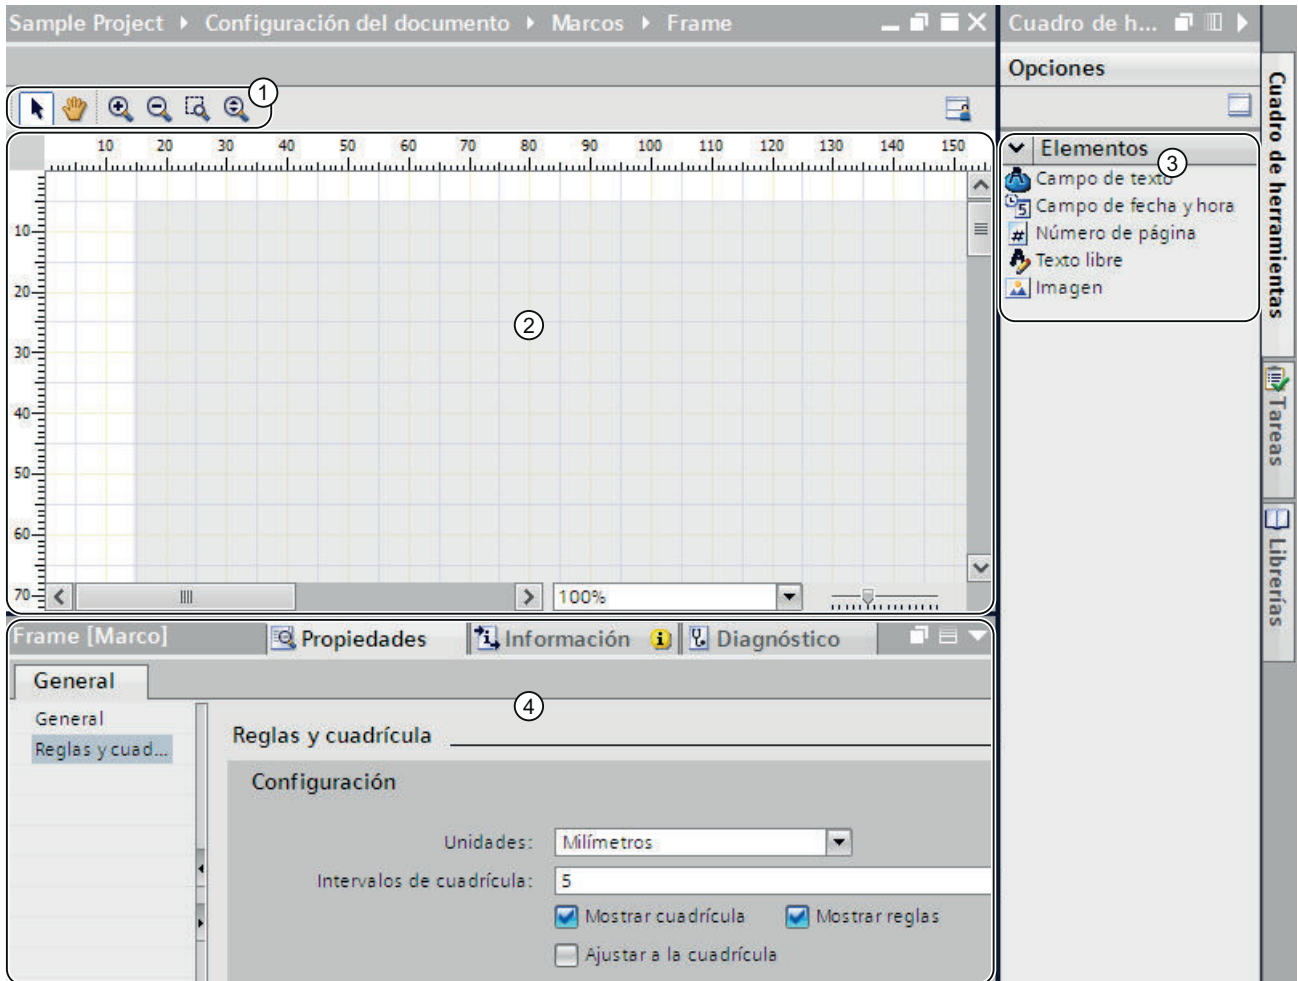 Sample Project ▸ Configuración del documento ▸ Marcos ▸ Frame
1
10 20 30 40 50 60 70 80 90 100 110 120 130 140 150
10
20
30
40
50
60
70
2
100%
Cuadro de h...
Opciones
Elementos
3
Campo de texto
Campo de fecha y hora
Número de página
Texto libre
Imagen
Cuadro de herramientas
Tareas
Librerías
Frame [Marco]
Propiedades
Información
Diagnóstico
General
4
General
Reglas y cuad...
Reglas y cuadrícula
Configuración
Unidades: Milímetros
Intervalos de cuadrícula: 5
Mostrar cuadrícula Mostrar reglas
Ajustar a la cuadrícula